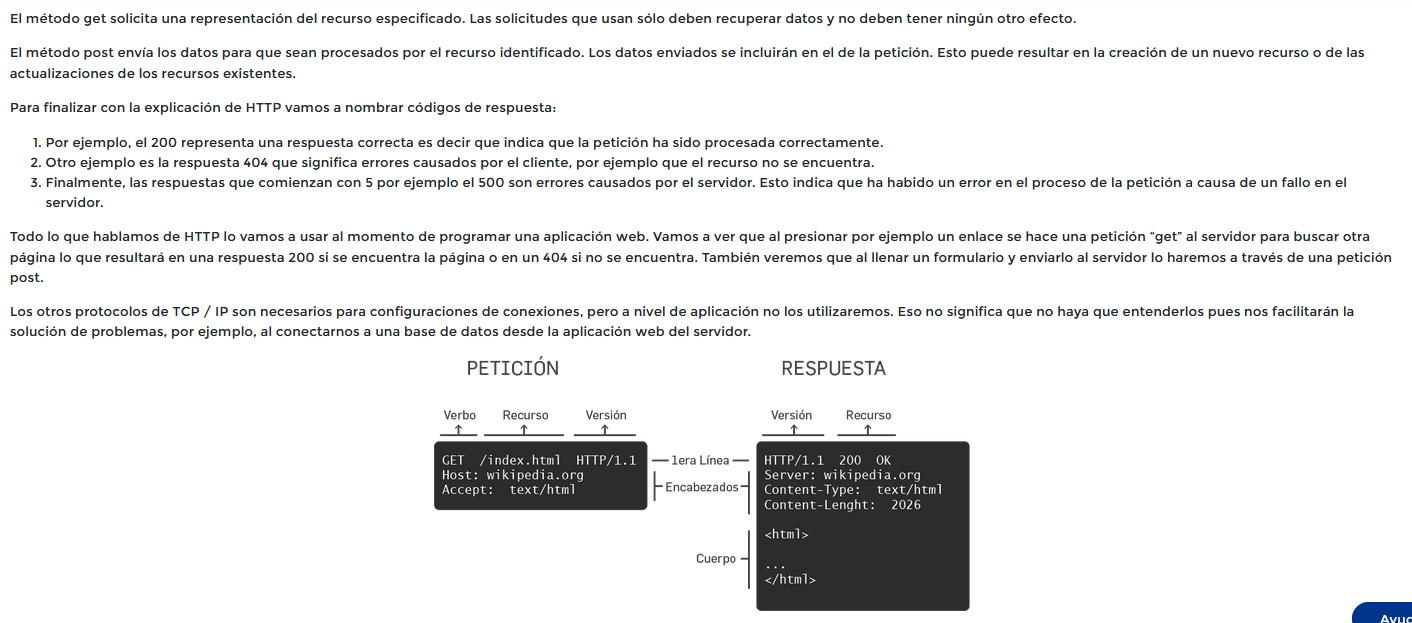 El método get solicita una representación del recurso especificado. Las solicitudes que usan sólo deben recuperar datos y no deben tener ningún otro efecto.
El método post envía los datos para que sean procesados por el recurso identificado. Los datos enviados se incluirán en el de la petición. Esto puede resultar en la creación de un nuevo recurso o de las
actualizaciones de los recursos existentes.
Para finalizar con la explicación de HTTP vamos a nombrar códigos de respuesta:
1. Por ejemplo, el 200 representa una respuesta correcta es decir que indica que la petición ha sido procesada correctamente.
2. Otro ejemplo es la respuesta 404 que significa errores causados por el cliente, por ejemplo que el recurso no se encuentra.
3. Finalmente, las respuestas que comienzan con 5 por ejemplo el 500 son errores causados por el servidor. Esto indica que ha habido un error en el proceso de la petición a causa de un fallo en el
servidor.
Todo lo que hablamos de HTTP lo vamos a usar al momento de programar una aplicación web. Vamos a ver que al presionar por ejemplo un enlace se hace una petición “get” al servidor para buscar otra
página lo que resultará en una respuesta 200 si se encuentra la página o en un 404 si no se encuentra. También veremos que al llenar un formulario y enviarlo al servidor lo haremos a través de una petición
post.
Los otros protocolos de TCP / IP son necesarios para configuraciones de conexiones, pero a nivel de aplicación no los utilizaremos. Eso no significa que no haya que entenderlos pues nos facilitarán la
solución de problemas, por ejemplo, al conectarnos a una base de datos desde la aplicación web del servidor.
PETICIÓN
Verbo Recurso Versión
GET /index.html HTTP/1.1
Host: wikipedia.org
Accept: text/html
1era Línea
Encabezados
Cuerpo
RESPUESTA
Versión Recurso
HTTP/1.1 200 OK
Server: wikipedia.org
Content-Type: text/html
Content-Lenght: 2026
<html>
...
</html>